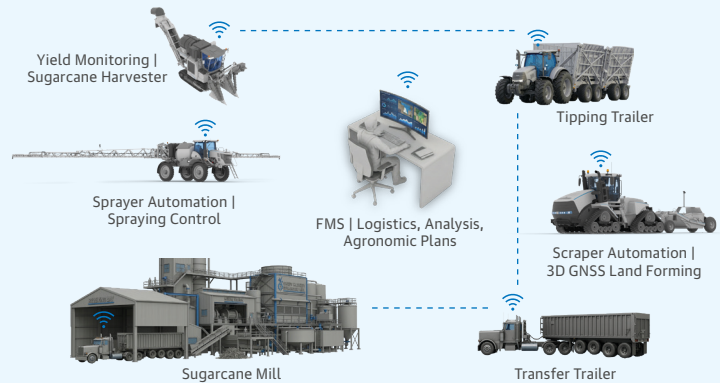 Yield Monitoring |
Sugarcane Harvester
Tipping Trailer
Sprayer Automation |
Spraying Control
FMS | Logistics, Analysis,
Agronomic Plans
Scraper Automation |
3D GNSS Land Forming
Sugarcane Mill
Transfer Trailer